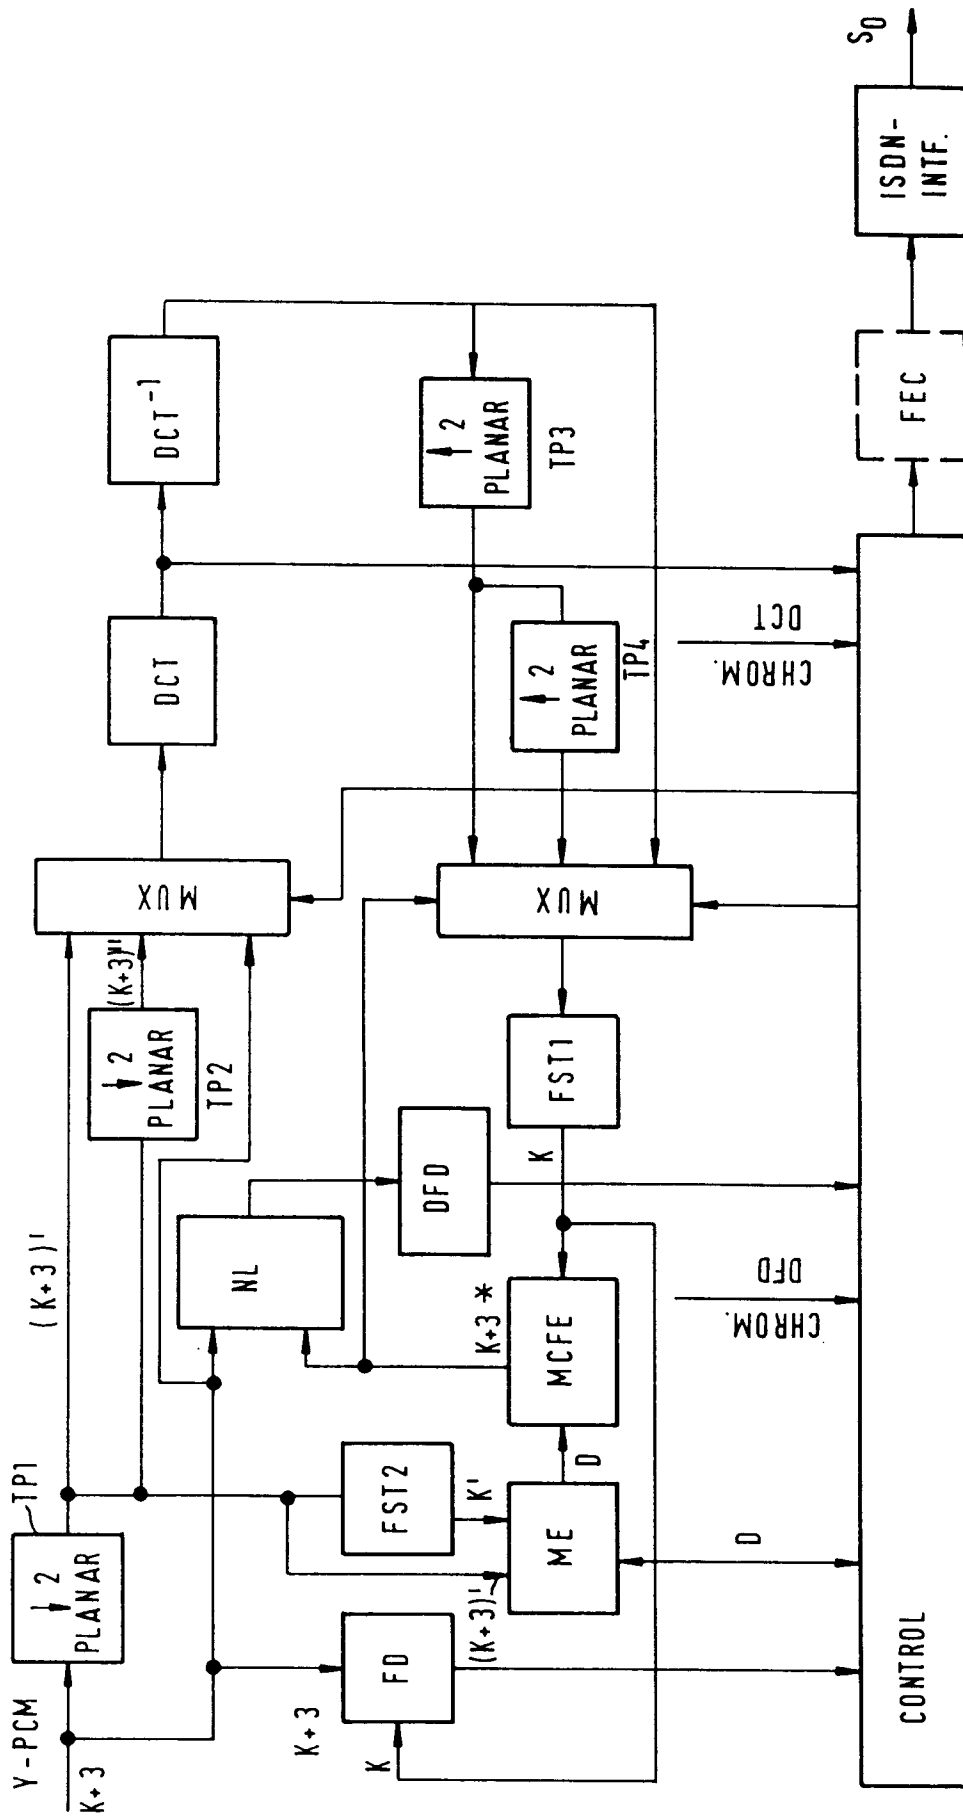 Y-PCM
K+3
↓2
PLANAR
TP1
(K+3)'
↓2
PLANAR
TP2
(K+3)"
MUX
DCT
DCT-1
K+3
K
FD
FST2
K'
(K+3)'
ME
D
NL
K+3 *
MCFE
DFD
K
FST1
MUX
↑2
PLANAR
TP3
↑2
PLANAR
TP4
D
CHROM.
DFD
CHROM.
DCT
CONTROL
FEC
ISDN-
INTF.
S0